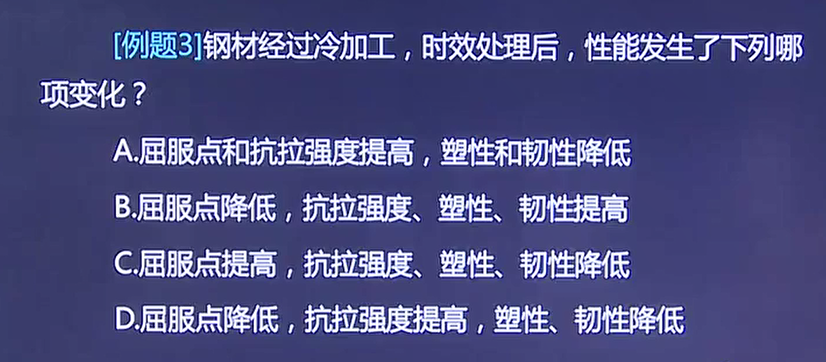 [例题3]钢材经过冷加工，时效处理后，性能发生了下列哪
项变化？
A.屈服点和抗拉强度提高，塑性和韧性降低
B.屈服点降低，抗拉强度、塑性、韧性提高
C.屈服点提高，抗拉强度、塑性、韧性降低
D.屈服点降低，抗拉强度提高，塑性、韧性降低